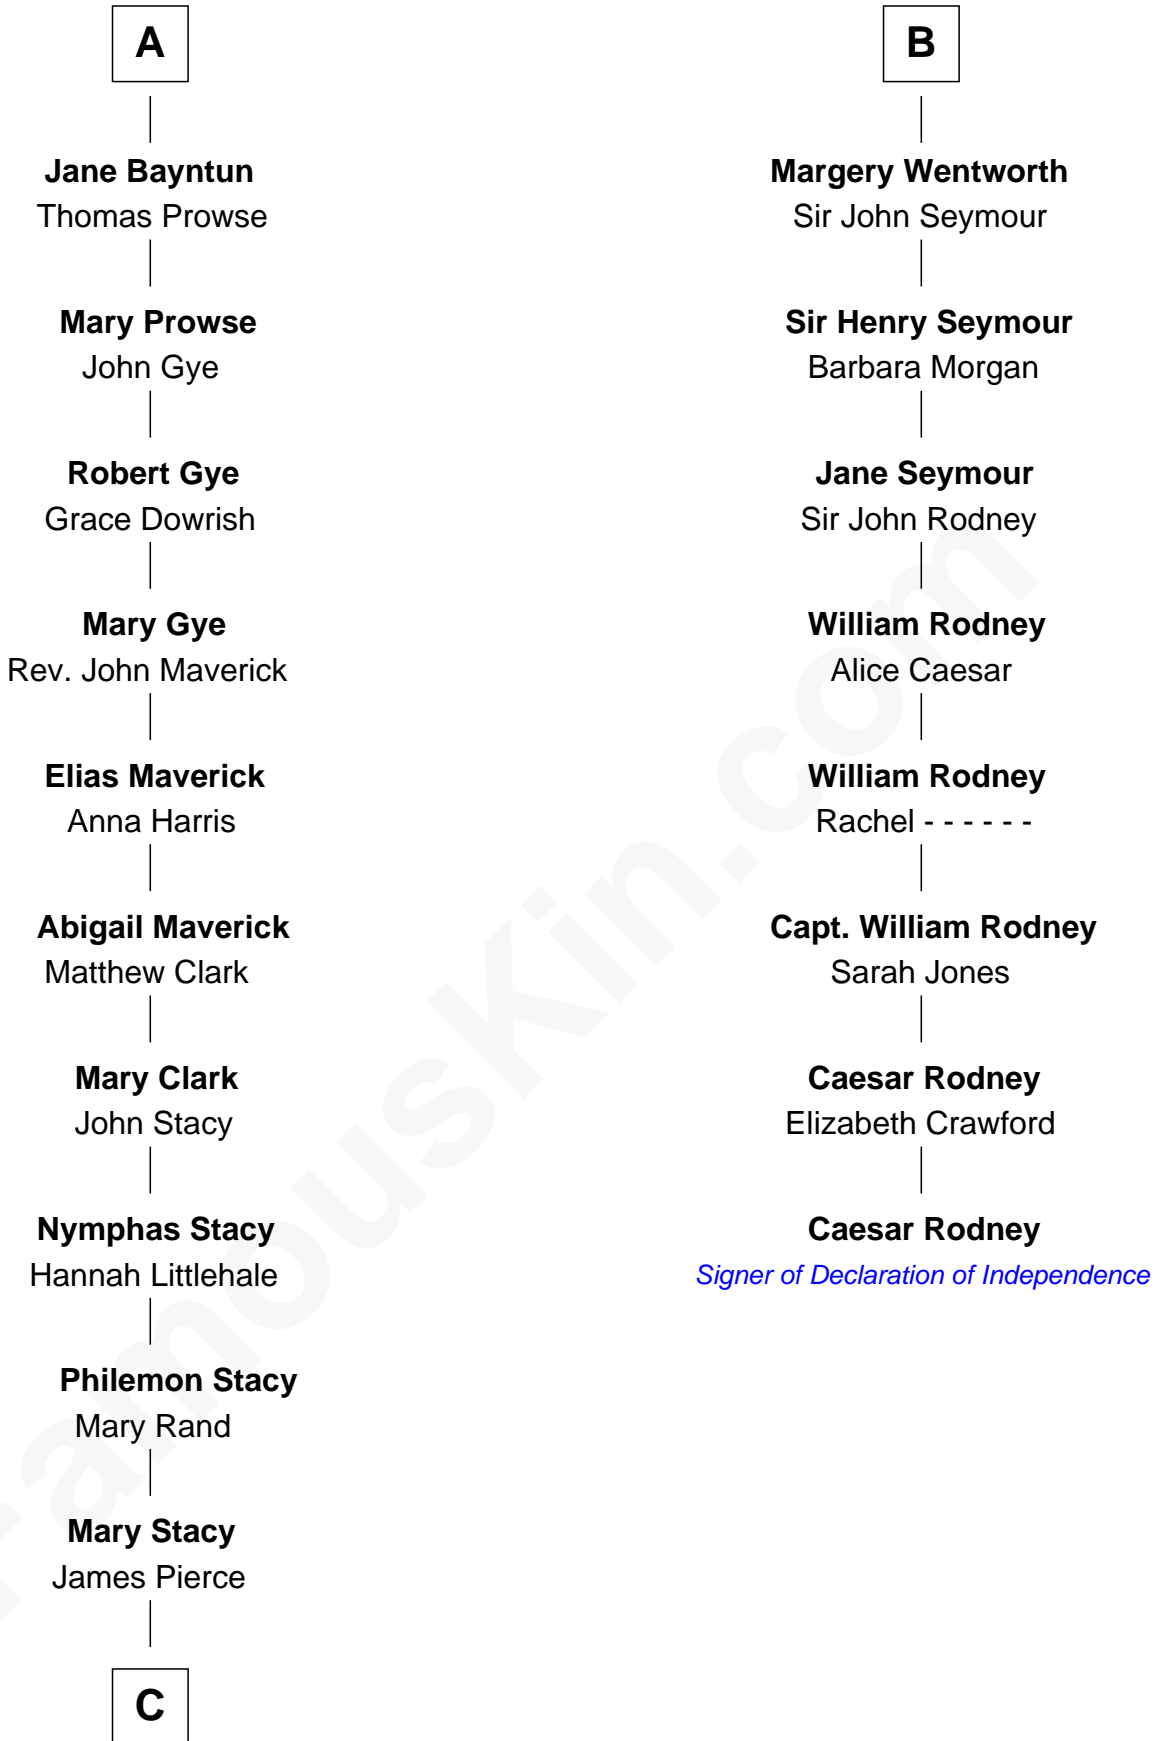 A
Jane Bayntun
Thomas Prowse
Mary Prowse
John Gye
Robert Gye
Grace Dowrish
Mary Gye
Rev. John Maverick
Elias Maverick
Anna Harris
Abigail Maverick
Matthew Clark
Mary Clark
John Stacy
Nymphas Stacy
Hannah Littlehale
Philemon Stacy
Mary Rand
Mary Stacy
James Pierce
C
B
Margery Wentworth
Sir John Seymour
Sir Henry Seymour
Barbara Morgan
Jane Seymour
Sir John Rodney
William Rodney
Alice Caesar
William Rodney
Rachel - - - - - -
Capt. William Rodney
Sarah Jones
Caesar Rodney
Elizabeth Crawford
Caesar Rodney
Signer of Declaration of Independence
FamousKin.com